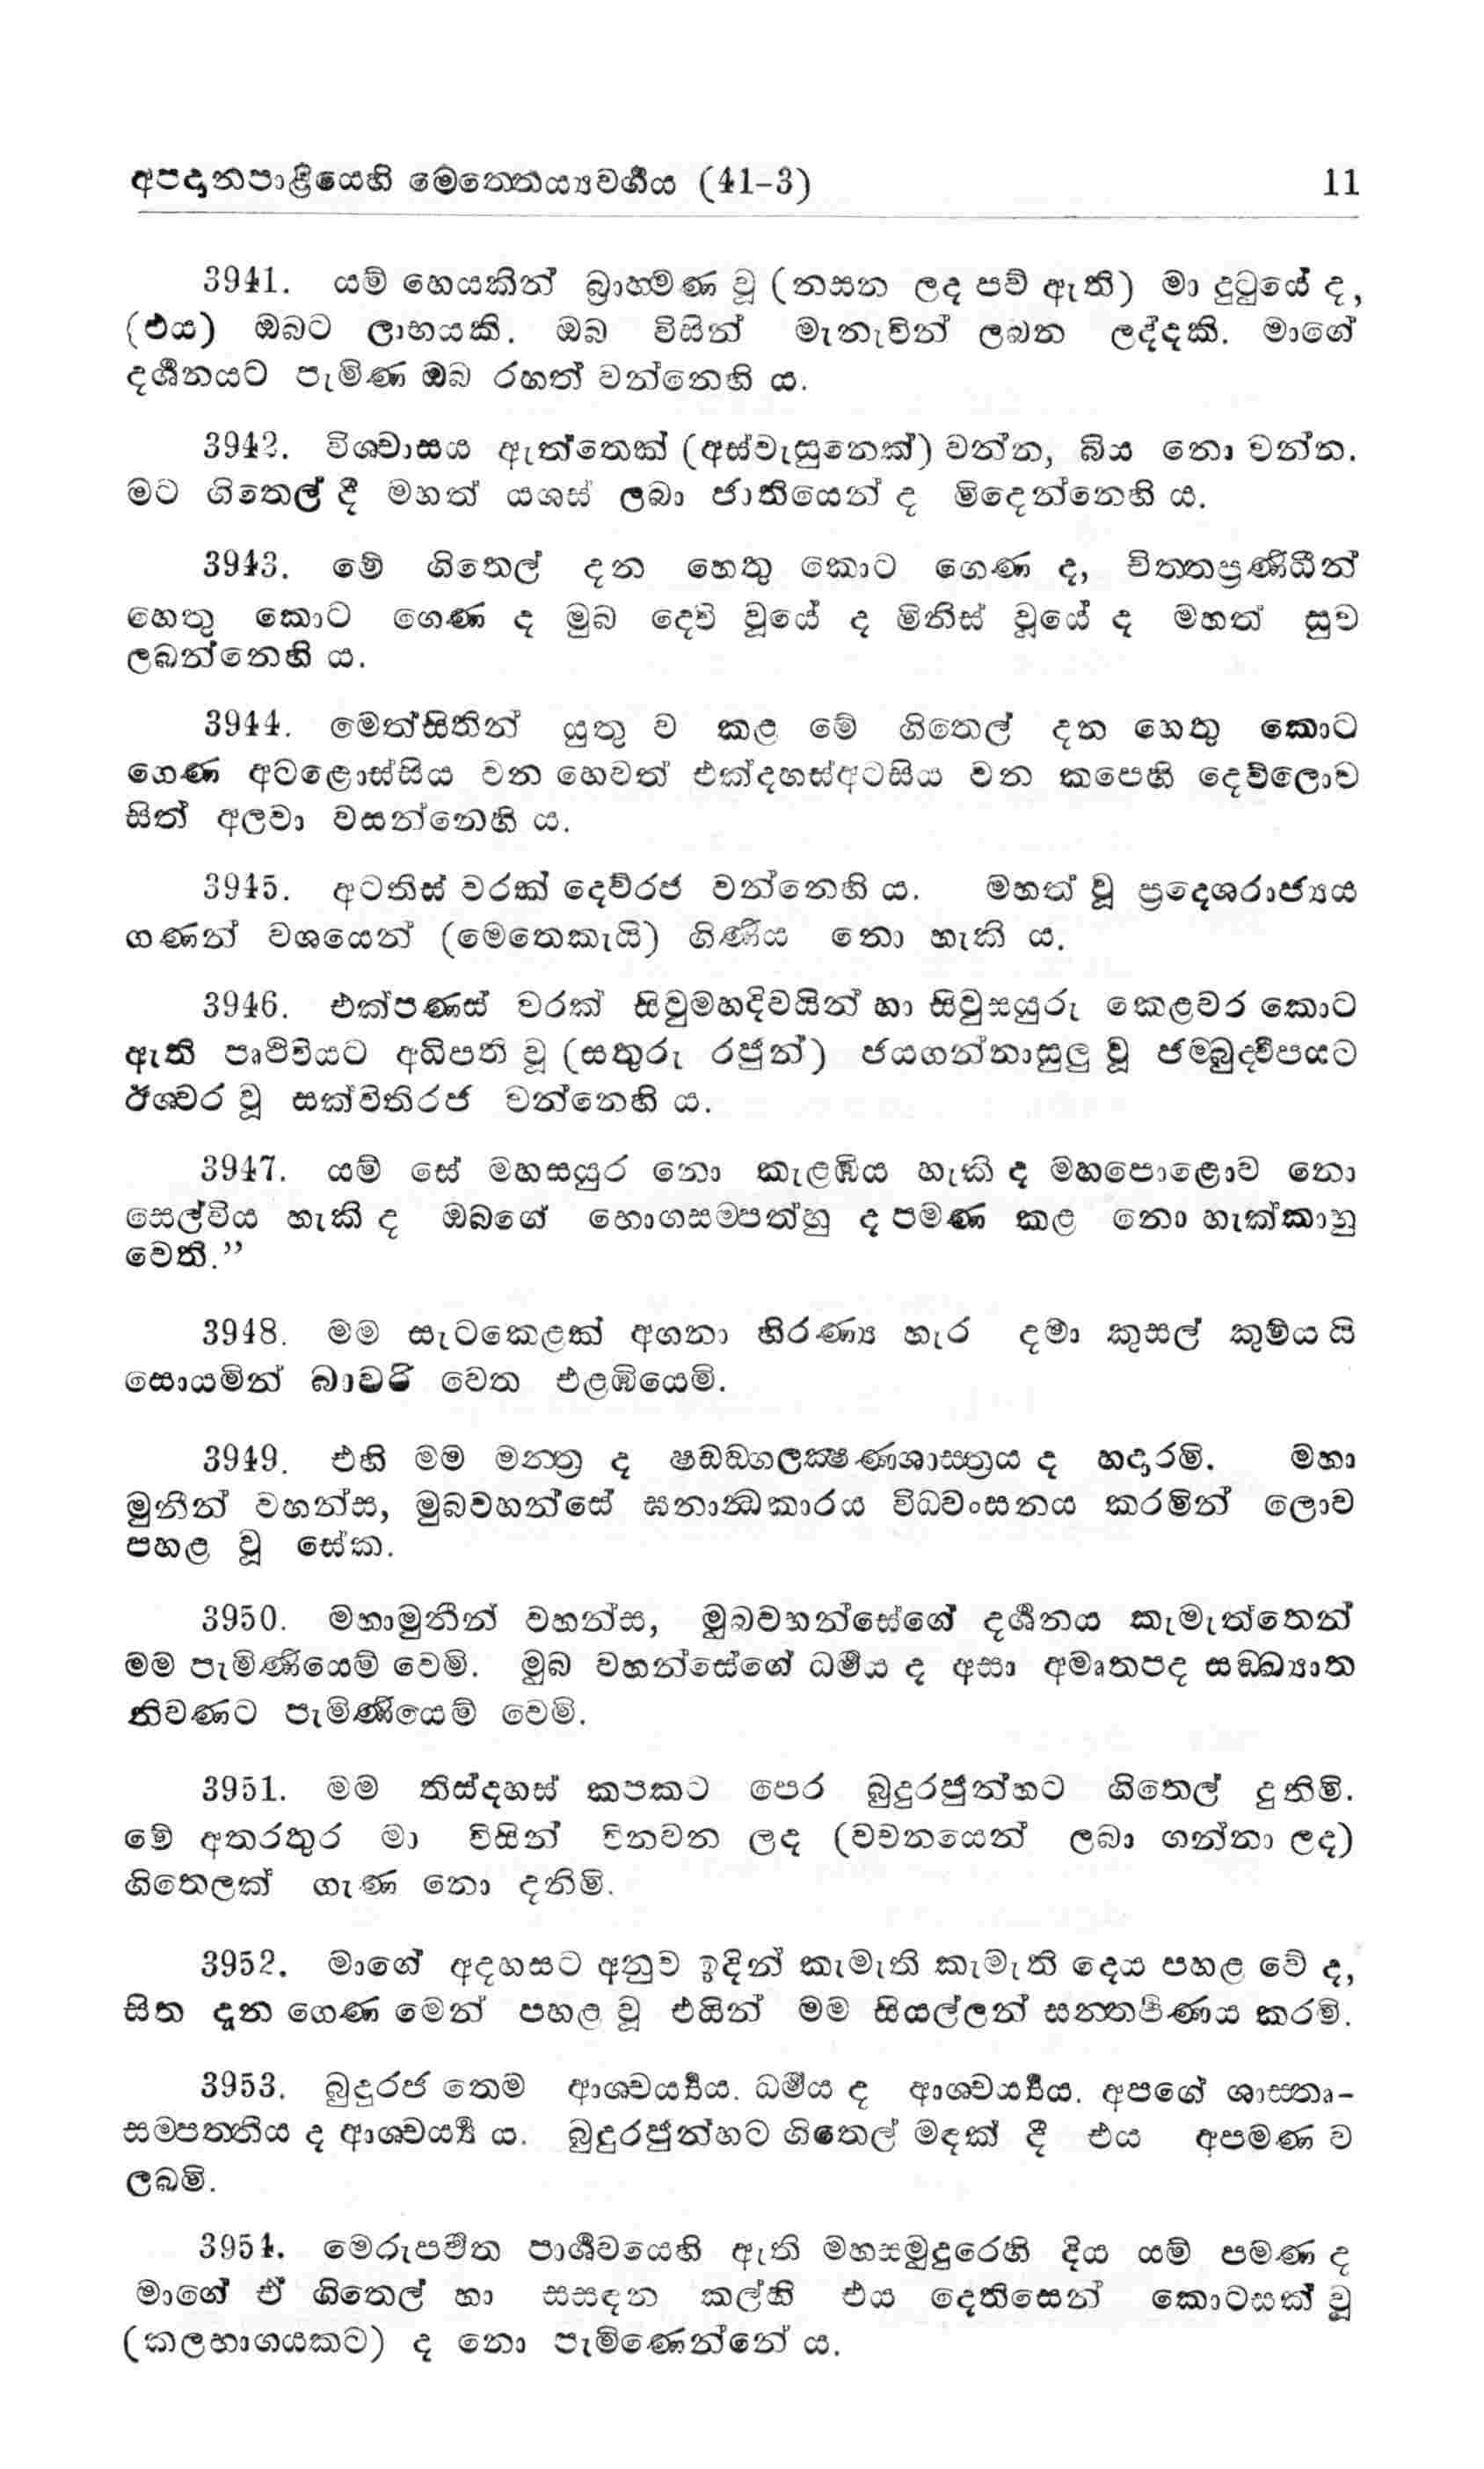 අපදානපාළියෙහි මෙත්තෙය්‍යවර්‍ගය (41-3) 11
3941. යම් හෙයකින් බ්‍රාහ්මණ වූ (නසන ලද පව් ඇති) මා දුටුයේ ද,
(එය) ඔබට ලාභයකි. ඔබ විසින් මැනැවින් ලබන ලද්දකි. මාගේ
දර්‍ශනයට පැමිණ ඔබ රහත් වන්නෙහි ය.
3942. විශ්වාසය ඇත්තෙක් (අස්වැසුනෙක්) වන්න, බිය නො වන්න.
මට ගිතෙල් දී මහත් යශස් ලබා ජාතියෙන් ද මිදෙන්නෙහි ය.
3943. මේ ගිතෙල් දන හෙතු කොට ගෙණ ද, චිත්තප්‍රණිධීන්
හෙතු කොට ගෙණ ද මුබ දෙව් වූයේ ද මිනිස් වූයේ ද මහත් සුව
ලබන්නෙහි ය.
3944. මෙත්සිතින් යුතු ව කළ මේ ගිතෙල් දන හෙතු කොට
ගෙණ අටළොස්සිය වන හෙවත් එක්දහස්අටසිය වන කපෙහි දෙව්ලොව
සිත් අලවා වසන්නෙහි ය.
3945. අටතිස් වරක් දෙව්රජ වන්නෙහි ය. මහත් වූ ප්‍රදෙශරාජ්‍යය
ගණන් වශයෙන් (මෙතෙකැයි) ගිණිය නො හැකි ය.
3946. එක්පණස් වරක් සිවුමහදිවයින් හා සිවුසයුරු කෙළවර කොට
ඇති පෘථිවියට අධිපති වූ (සතුරු රජුන්) ජයගන්නාසුලු වූ ජම්බුද්වීපයට
ඊශ්වර වූ සක්විතිරජ වන්නෙහි ය.
3947. යම් සේ මහසයුර නො කැළඹිය හැකි ද මහපොළොව නො
සෙල්විය හැකි ද ඔබගේ භොගසම්පත්හු ද පමණ කළ නො හැක්කාහු
වෙති.”
3948. මම සැටකෙළක් අගනා හිරණ්‍ය හැර දමා කුසල් කුම්ය යි
සොයමින් බාවරි වෙත එළඹියෙමි.
3949. එහි මම මන්ත්‍ර ද ෂඩඞ්ගලක්ෂණශාස්ත්‍රය ද හදාරමි. මහා
මුනීන් වහන්ස, මුබවහන්සේ ඝනාන්‍ධකාරය විධ්වංසනය කරමින් ලොව
පහළ වූ සේක.
3950. මහාමුනීන් වහන්ස, මුබවහන්සේගේ දර්‍ශනය කැමැත්තෙන්
මම පැමිණියෙම් වෙමි. මුබ වහන්සේගේ ධර්‍මය ද අසා අමෘතපද සඞ්ඛ්‍යාත
නිවණට පැමිණියෙම් වෙමි.
3951. මම තිස්දහස් කපකට පෙර බුදුරජුන්හට ගිතෙල් දුනිමි.
මේ අතරතුර මා විසින් විනවන ලද (වචනයෙන් ලබා ගන්නා ලද)
ගිතෙලක් ගැණ නො දනිමි.
3952. මාගේ අදහසට අනුව ඉදින් කැමැති කැමැති දෙය පහළ වේ ද,
සිත දැන ගෙණ මෙන් පහළ වූ එයින් මම සියල්ලන් සන්තර්‍පණය කරමි.
3953. බුදුරජ තෙම ආශ්චර්‍ය්‍යය. ධර්‍මය ද ආශ්චර්‍ය්‍යය. අපගේ ශාස්තෘ-
සම්පත්තිය ද ආශ්චර්‍ය්‍ය ය. බුදුරජුන්හට ගිතෙල් මඳක් දී එය අපමණ ව
ලබමි.
3954. මෙරුපර්‍වත පාර්‍ශ්වයෙහි ඇති මහසමුදුරෙහි දිය යම් පමණ ද
මාගේ ඒ ගිතෙල් හා සසඳන කල්හි එය දෙතිසෙන් කොටසක් වූ
(කලභාගයකට) ද නො පැමිණෙන්නේ ය.